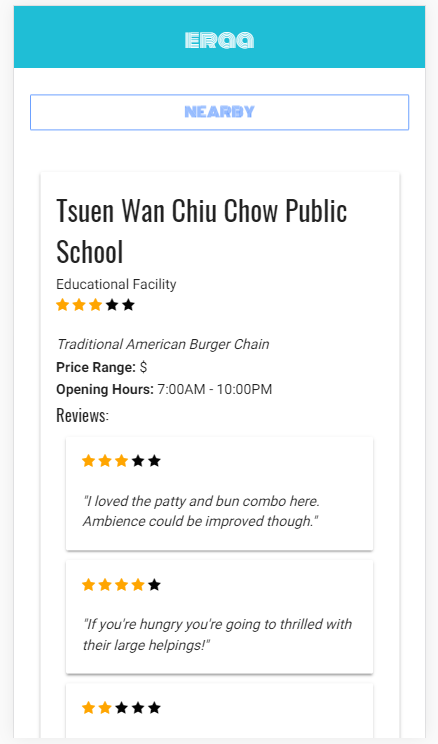 ERAA
NEARBY
Tsuen Wan Chiu Chow Public
School
Educational Facility
Traditional American Burger Chain
Price Range: $
Opening Hours: 7:00AM - 10:00PM
Reviews:
"I loved the patty and bun combo here.
Ambience could be improved though."
"If you're hungry you're going to thrilled with
their large helpings!"